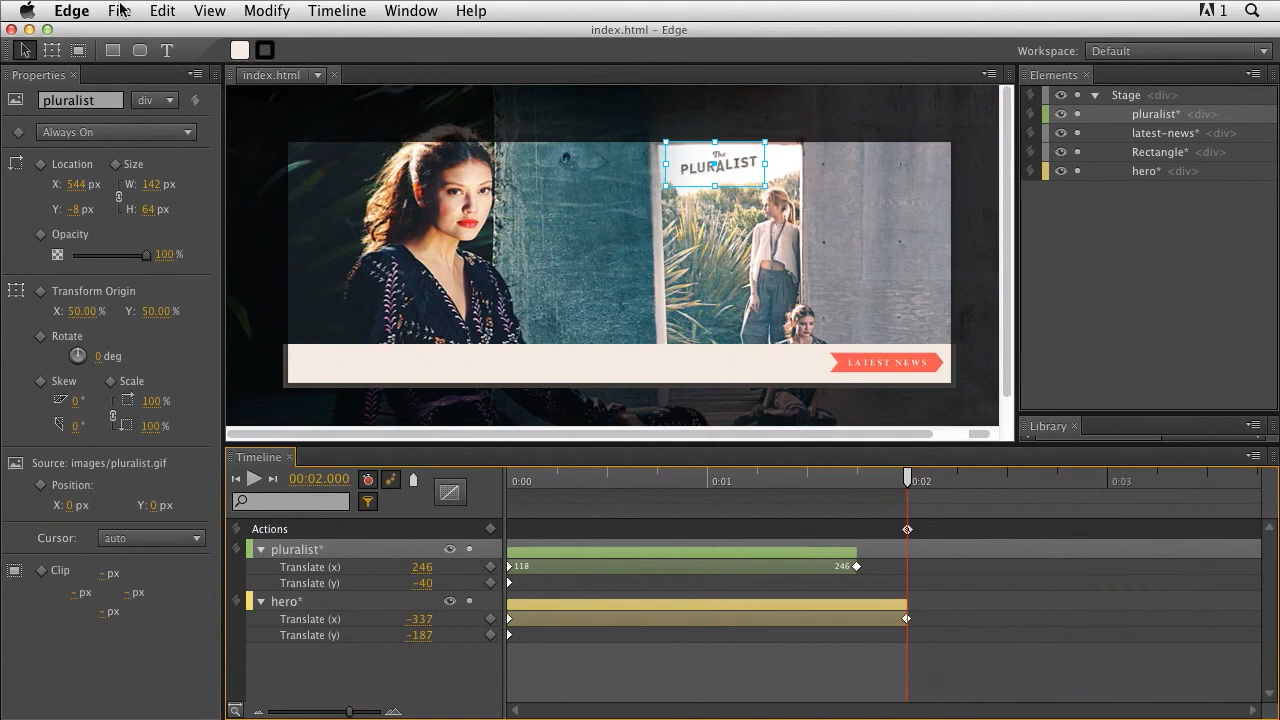 Edge File Edit View Modify Timeline Window Help 1
index.html – Edge
T Workspace: Default
Properties × index.html × Elements ×
pluralist div
Always On
Location Size
X: 544 px W: 142 px
Y: -8 px H: 64 px
Opacity
100 %
Transform Origin
X: 50.00 % Y: 50.00 %
Rotate
0 deg
Skew Scale
0 ° 100 %
0 ° 100 %
Source: images/pluralist.gif
Position:
X: 0 px Y: 0 px
Cursor: auto
Clip - px
- px - px
- px
The
PLURALIST
LATEST NEWS
Stage <div>
pluralist* <div>
latest-news* <div>
Rectangle* <div>
hero* <div>
Library ×
Timeline ×
00:02.000 0:00 0:01 0:02 0:03
Actions
pluralist*
Translate (x) 246 118 246
Translate (y) -40
hero*
Translate (x) -337
Translate (y) -187